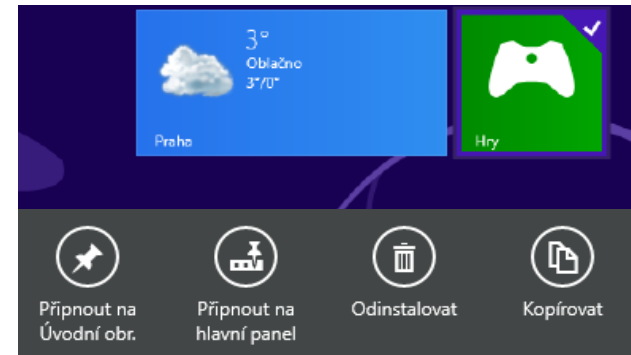 3°
Oblačno
3°/0°
Praha
Hry
Připnout na
Úvodní obr.
Připnout na
hlavní panel
Odinstalovat
Kopírovat